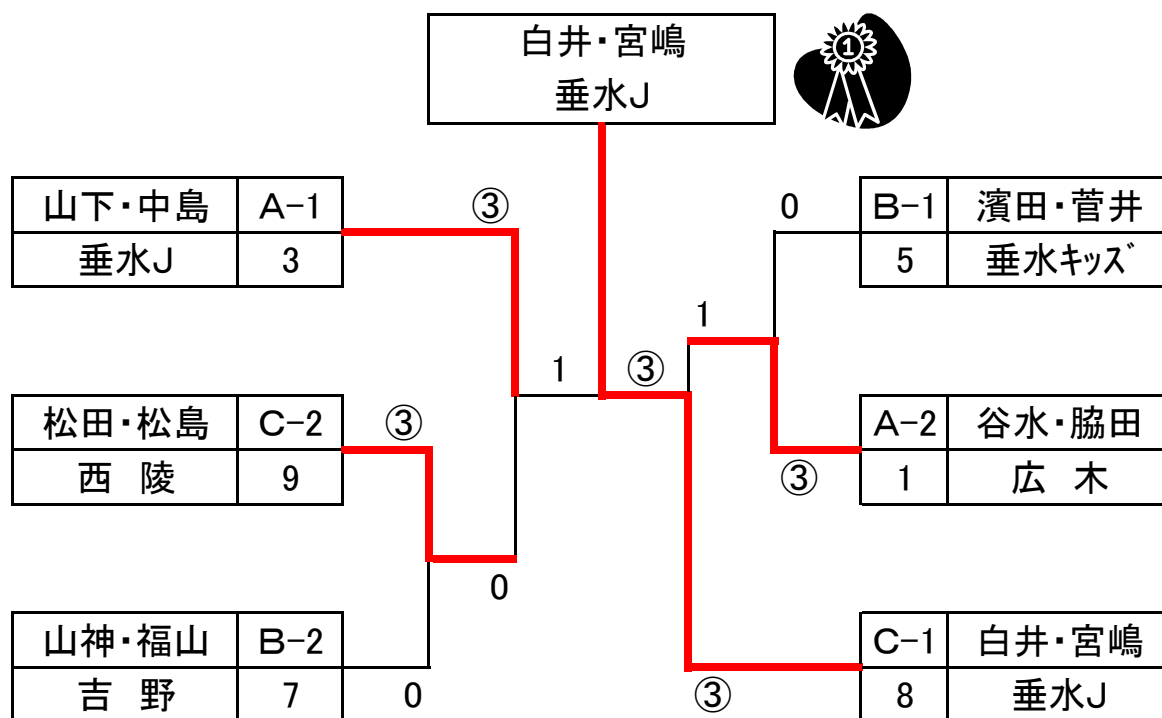 白井・宮嶋
垂水J
1
山下・中島 A-1
垂水J 3
③
0
B-1 濱田・菅井
5 垂水キッズ
1
1
③
松田・松島 C-2
西 陵 9
③
A-2 谷水・脇田
1 広 木
③
0
山神・福山 B-2
吉 野 7
0
C-1 白井・宮嶋
8 垂水J
③